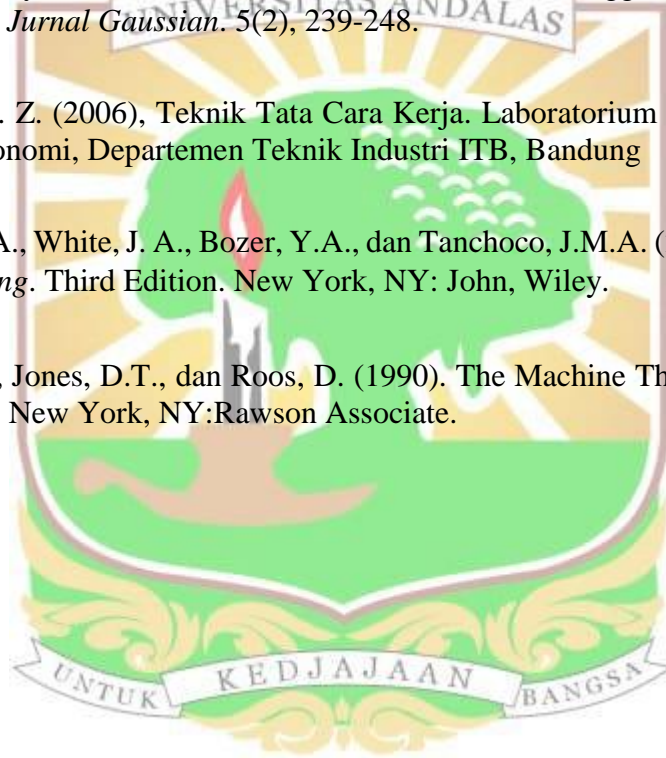 Jurnal Gaussian. 5(2), 239-248.
UNIVERSITAS ANDALAS
. Z. (2006), Teknik Tata Cara Kerja. Laboratorium
onomi, Departemen Teknik Industri ITB, Bandung
A., White, J. A., Bozer, Y.A., dan Tanchoco, J.M.A. (
ng. Third Edition. New York, NY: John, Wiley.
, Jones, D.T., dan Roos, D. (1990). The Machine Th
New York, NY:Rawson Associate.
UNTUK KEDJAJAAN BANGSA